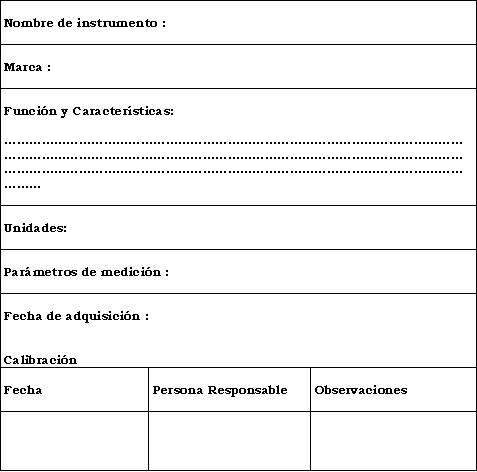 Nombre de instrumento :
Marca :
Función y Características:
……………………………………………………………………………………………
……………………………………………………………………………………………
……………………………………………………………………………………………
………
Unidades:
Parámetros de medición :
Fecha de adquisición :
Calibración
Fecha Persona Responsable Observaciones